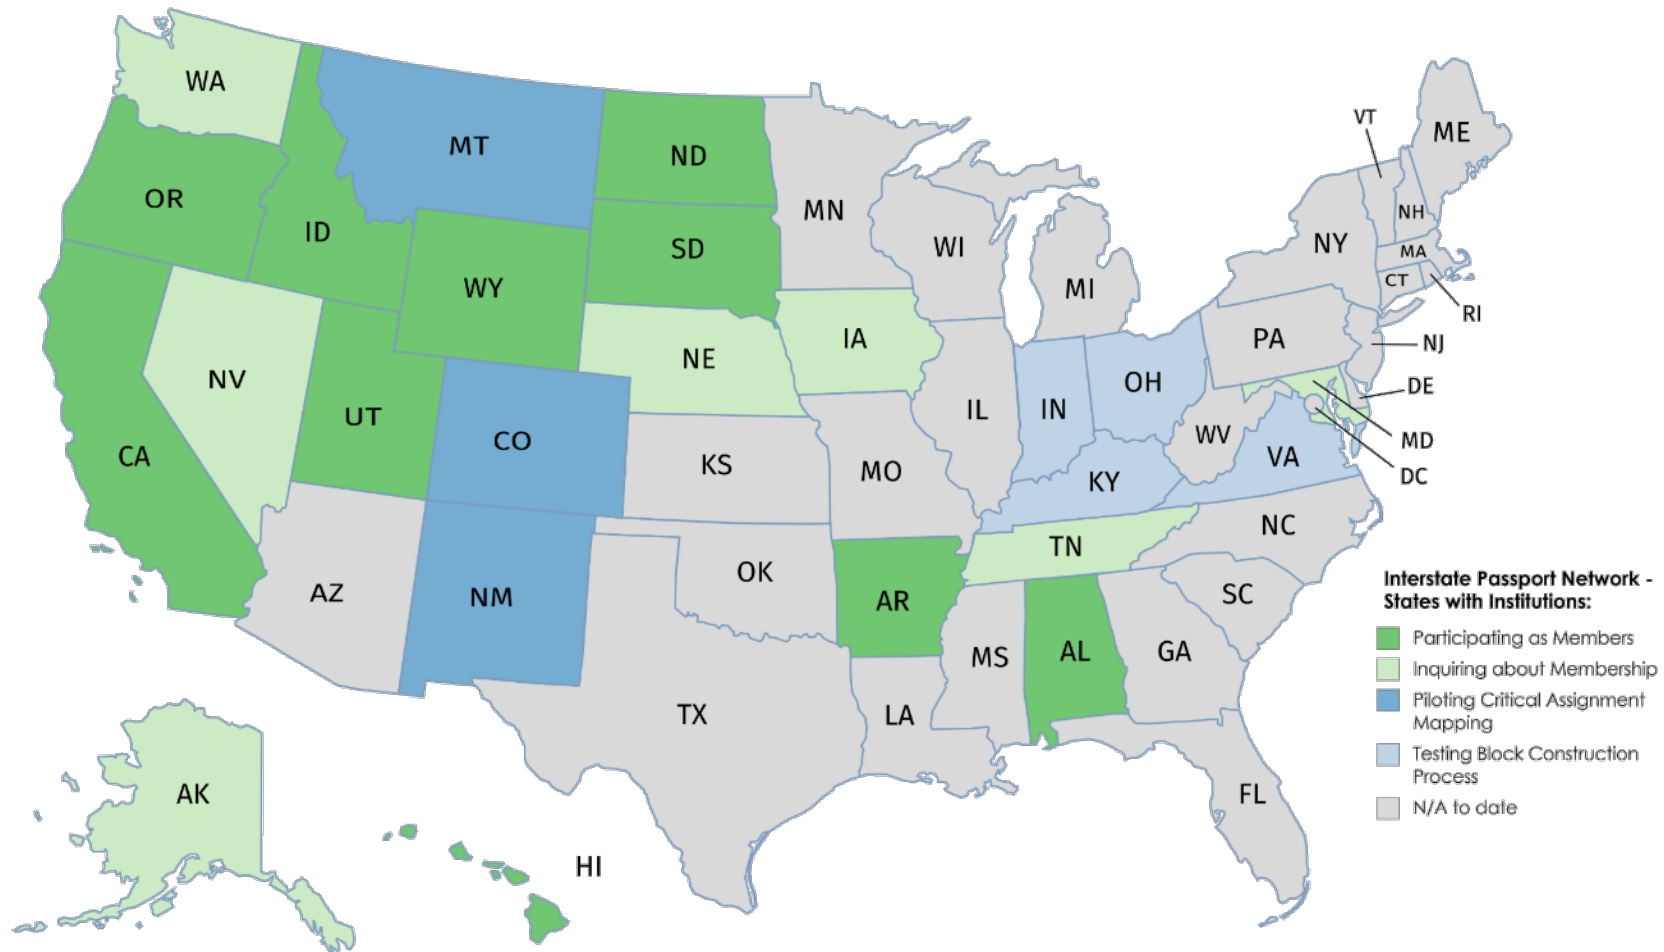 WA
MT
ND
MN
VT
ME
OR
ID
SD
WI
NH
NY
MA
WY
MI
CT
RI
NE
IA
PA
NJ
NV
UT
OH
DE
CA
CO
IL
IN
KS
MO
WV
MD
VA
DC
KY
NC
TN
AZ
NM
OK
AR
SC
MS
AL
GA
TX
LA
FL
AK
HI
Interstate Passport Network -
States with Institutions:
Participating as Members
Inquiring about Membership
Piloting Critical Assignment
Mapping
Testing Block Construction
Process
N/A to date